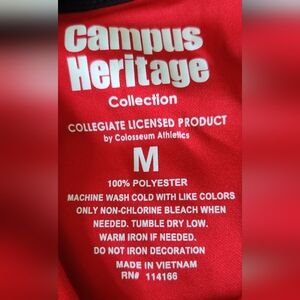 Campus
Heritage
Collection
COLLEGIATE LICENSED PRODUCT
by Colosseum Athletics
M
100% POLYESTER
MACHINE WASH COLD WITH LIKE COLORS
ONLY NON-CHLORINE BLEACH WHEN
NEEDED. TUMBLE DRY LOW.
WARM IRON IF NEEDED.
DO NOT IRON DECORATION
MADE IN VIETNAM
RN# 114166